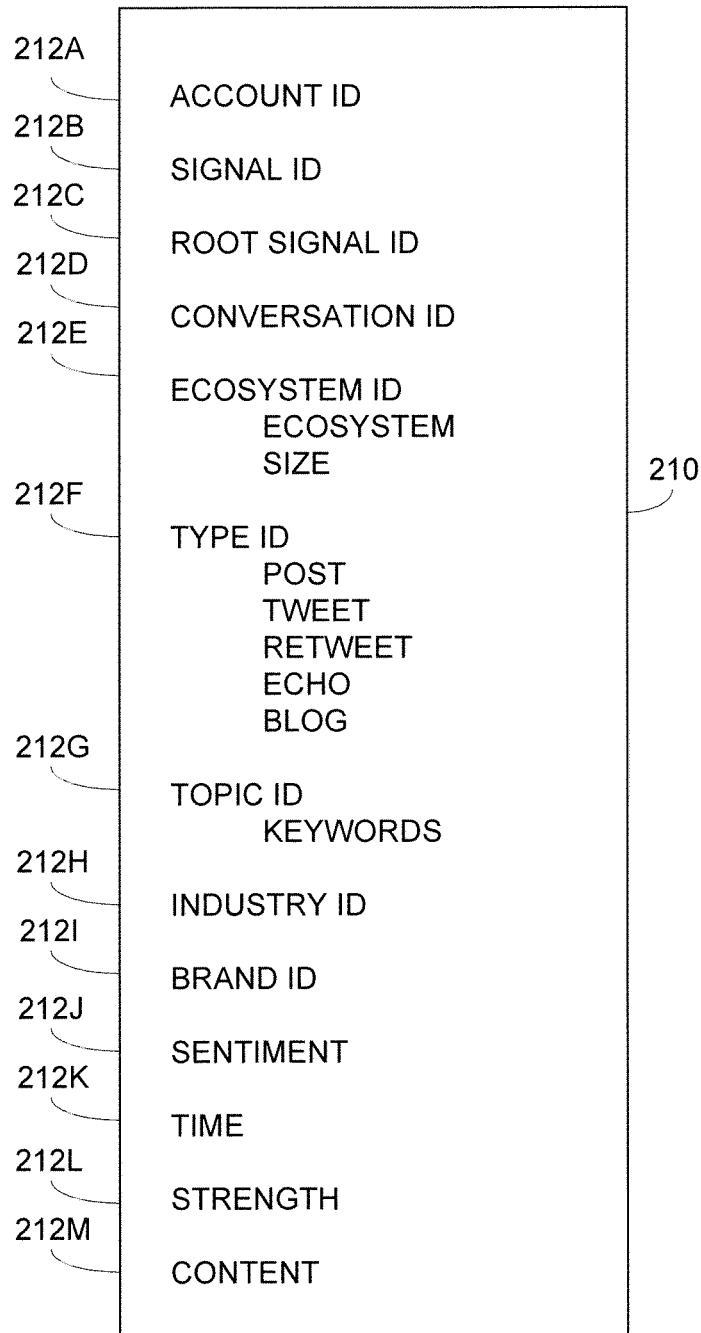 212A
ACCOUNT ID
212B
SIGNAL ID
212C
ROOT SIGNAL ID
212D
CONVERSATION ID
212E
ECOSYSTEM ID
ECOSYSTEM
SIZE
210
212F
TYPE ID
POST
TWEET
RETWEET
ECHO
BLOG
212G
TOPIC ID
KEYWORDS
212H
INDUSTRY ID
212I
BRAND ID
212J
SENTIMENT
212K
TIME
212L
STRENGTH
212M
CONTENT